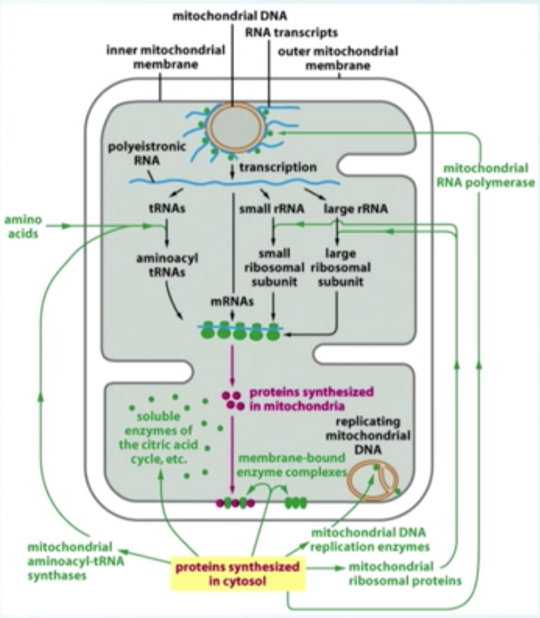 mitochondrial DNA
RNA transcripts
inner mitochondrial
membrane
outer mitochondrial
membrane
polyeistronic
RNA
transcription
mitochondrial
RNA polymerase
tRNAs
small rRNA
large rRNA
amino
acids
aminoacyl
tRNAs
small
ribosomal
subunit
large
ribosomal
subunit
mRNAs
proteins synthesized
in mitochondria
soluble
enzymes of
the citric acid
cycle, etc.
replicating
mitochondrial
DNA
membrane-bound
enzyme complexes
mitochondrial DNA
replication enzymes
mitochondrial
aminoacyl-tRNA
synthases
proteins synthesized
in cytosol
mitochondrial
ribosomal proteins